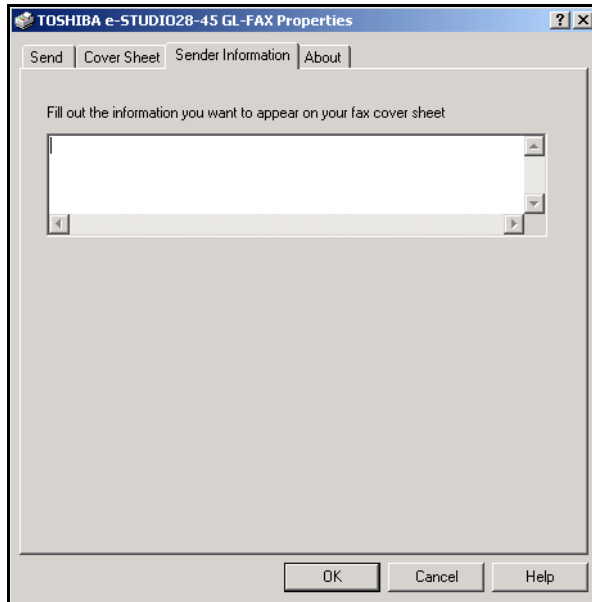 TOSHIBA e-STUDIO28-45 GL-FAX Properties
Send Cover Sheet Sender Information About
Fill out the information you want to appear on your fax cover sheet
OK Cancel Help